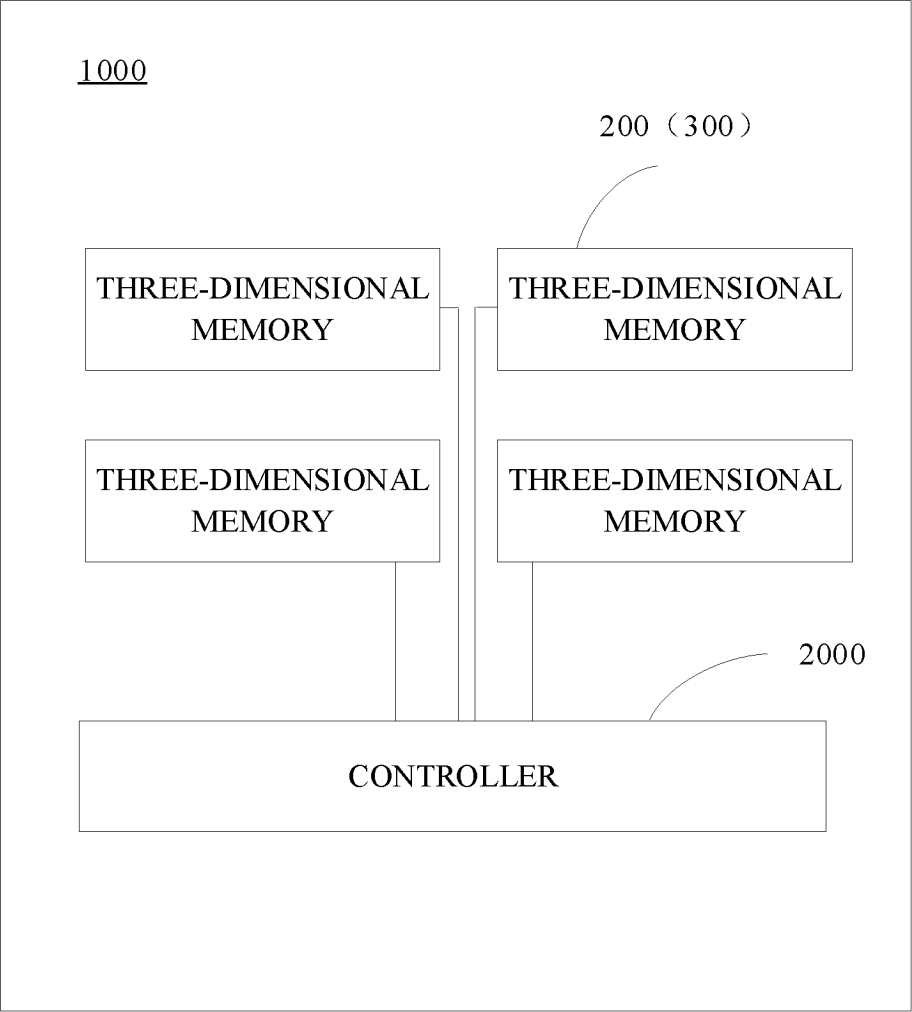 1000
200（300）
THREE-DIMENSIONAL
MEMORY
THREE-DIMENSIONAL
MEMORY
THREE-DIMENSIONAL
MEMORY
THREE-DIMENSIONAL
MEMORY
2000
CONTROLLER